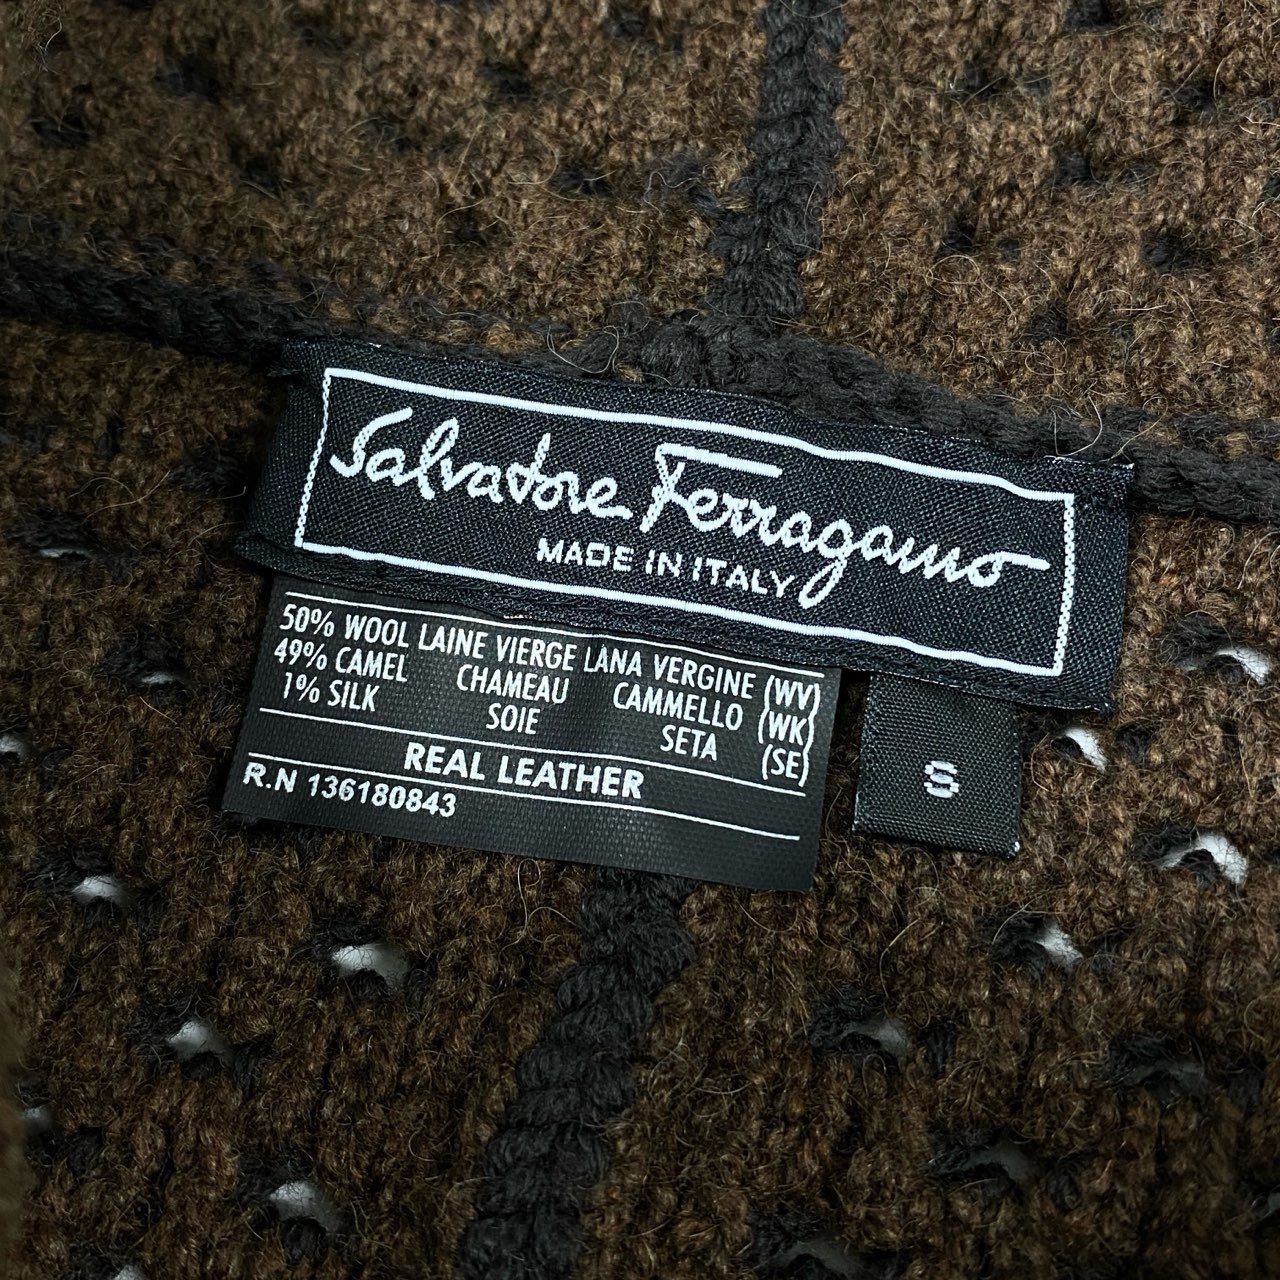 Salvatore Ferragamo
MADE IN ITALY
50% WOOL LAINE VIERGE LANA VERGINE (WV)
49% CAMEL CHAMEAU CAMMELLO (WK)
1% SILK SOIE SETA (SE)
REAL LEATHER
R.N 136180843
S